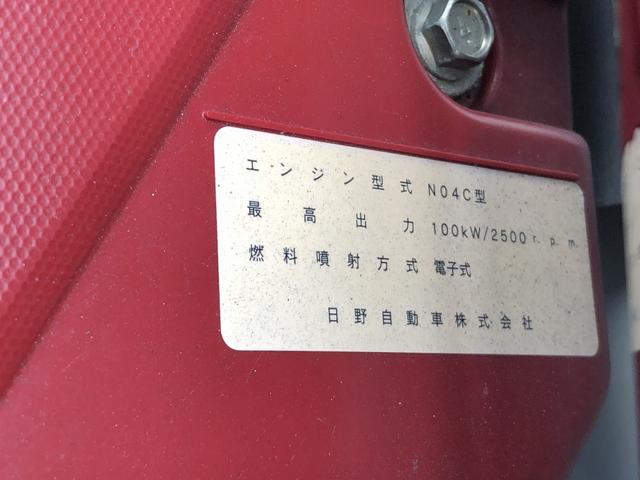 エンジン型式 N04C型
最高出力 100kW/2500r.p.m.
燃料噴射方式 電子式
日野自動車株式会社